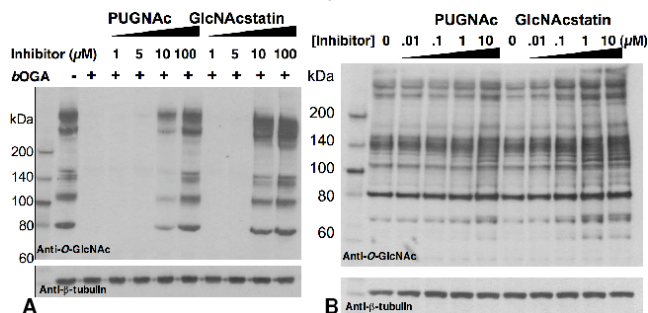 PUGNAc GlcNAcstatin
Inhibitor (µM) 1 5 10 100 1 5 10 100
bOGA - + + + + + + + + +
kDa
200
140
100
80
60
Anti-O-GlcNAc
Anti-β-tubulin
A
PUGNAc GlcNAcstatin
[Inhibitor] 0 .01 .1 1 10 0 .01 .1 1 10 (µM)
kDa
200
140
100
80
60
Anti-O-GlcNAc
Anti-β-tubulin
B